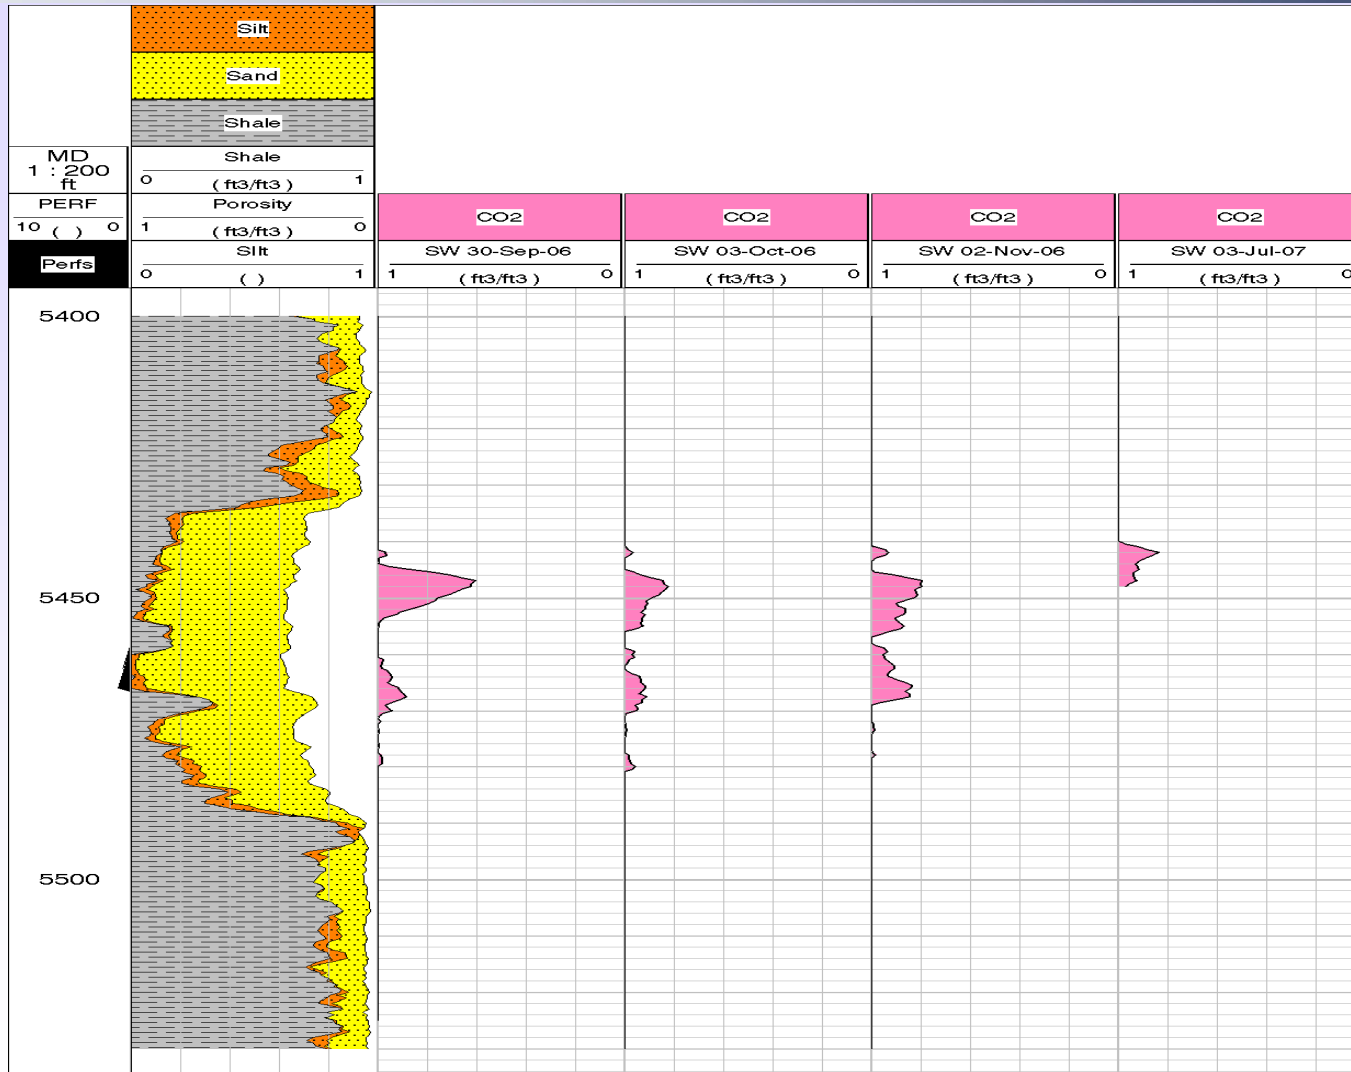 Silt
Sand
Shale
MD
1 : 200
ft
Shale
0 (ft3/ft3) 1
PERF
10 ( ) 0
Porosity
1 (ft3/ft3) 0
CO2
CO2
CO2
CO2
Perfs
Silt
0 ( ) 1
SW 30-Sep-06
1 (ft3/ft3) 0
SW 03-Oct-06
1 (ft3/ft3) 0
SW 02-Nov-06
1 (ft3/ft3) 0
SW 03-Jul-07
1 (ft3/ft3) 0
5400
5450
5500